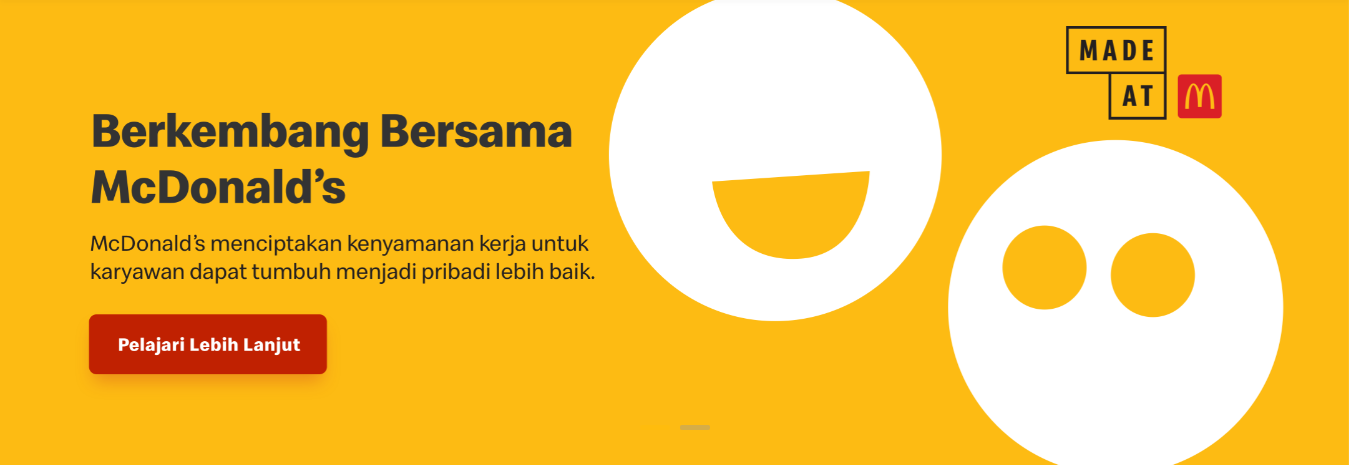 Berkembang Bersama
McDonald’s
McDonald’s menciptakan kenyamanan kerja untuk
karyawan dapat tumbuh menjadi pribadi lebih baik.
Pelajari Lebih Lanjut
MADE
AT